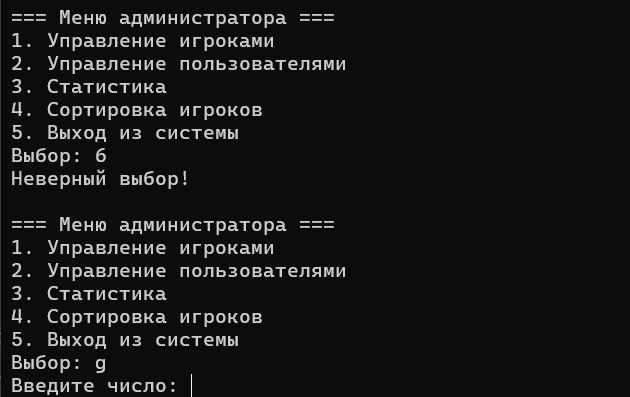 === Меню администратора ===
1. Управление игроками
2. Управление пользователями
3. Статистика
4. Сортировка игроков
5. Выход из системы
Выбор: 6
Неверный выбор!
=== Меню администратора ===
1. Управление игроками
2. Управление пользователями
3. Статистика
4. Сортировка игроков
5. Выход из системы
Выбор: g
Введите число: